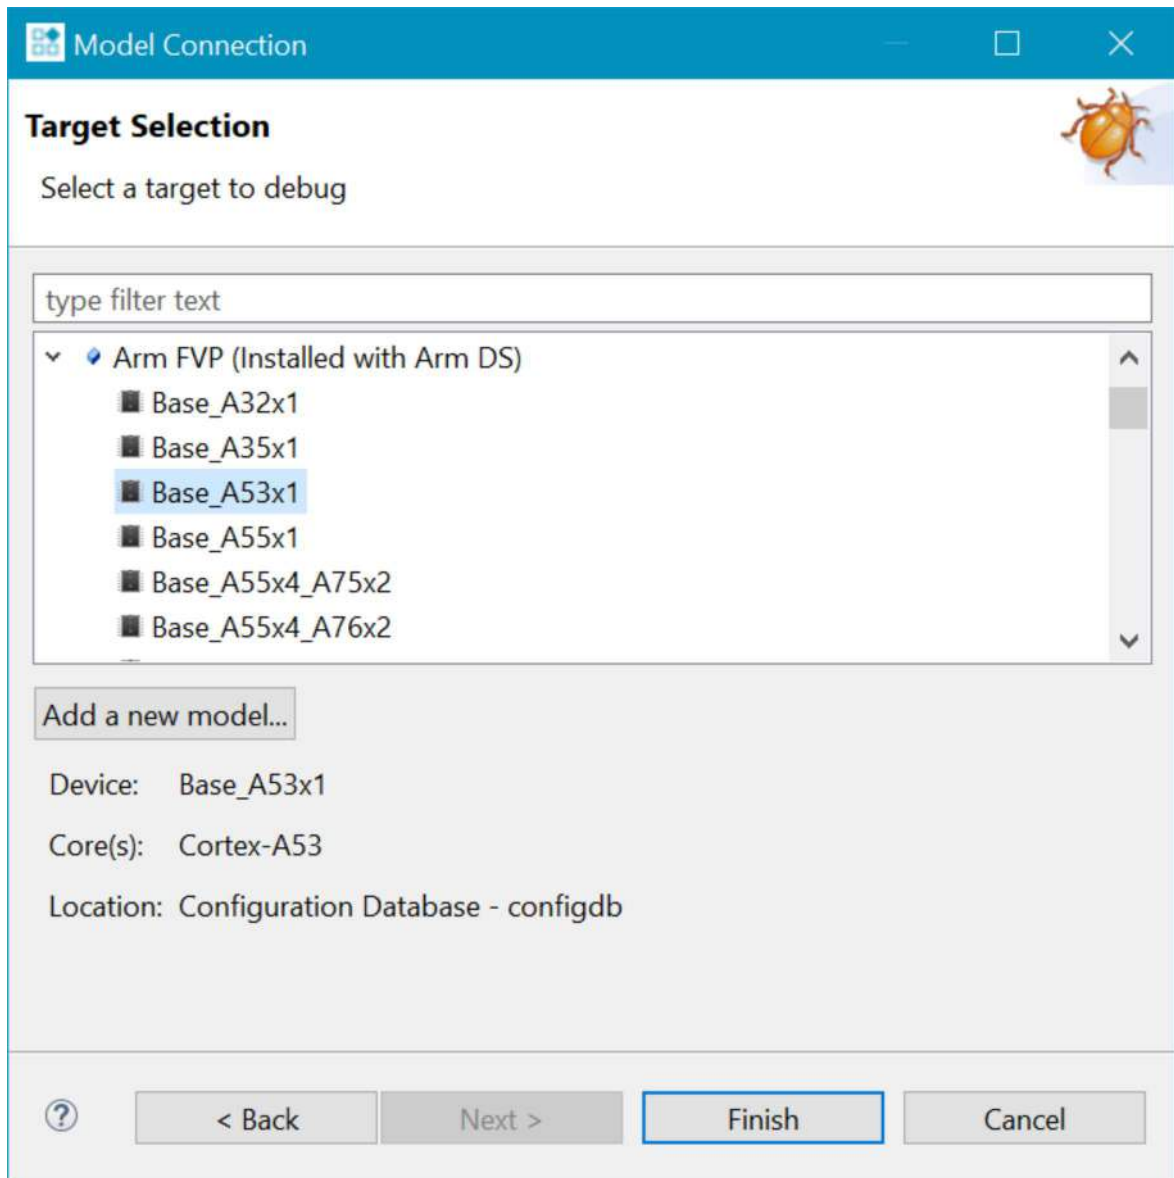 Model Connection
Target Selection
Select a target to debug
type filter text
Arm FVP (Installed with Arm DS)
Base_A32x1
Base_A35x1
Base_A53x1
Base_A55x1
Base_A55x4_A75x2
Base_A55x4_A76x2
Add a new model...
Device: Base_A53x1
Core(s): Cortex-A53
Location: Configuration Database - configdb
? < Back Next > Finish Cancel